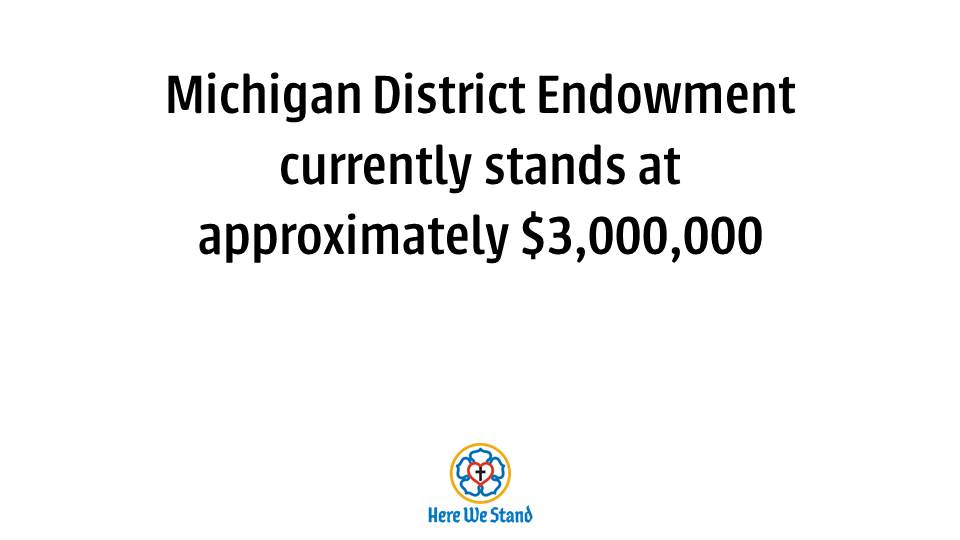 Michigan District Endowment
currently stands at
approximately $3,000,000
Here We Stand